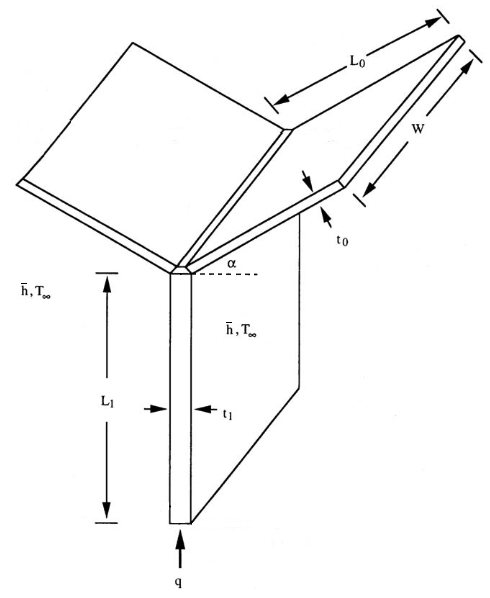 L₀
W
t₀
α
h̅, T∞
h̅, T∞
L₁
t₁
q